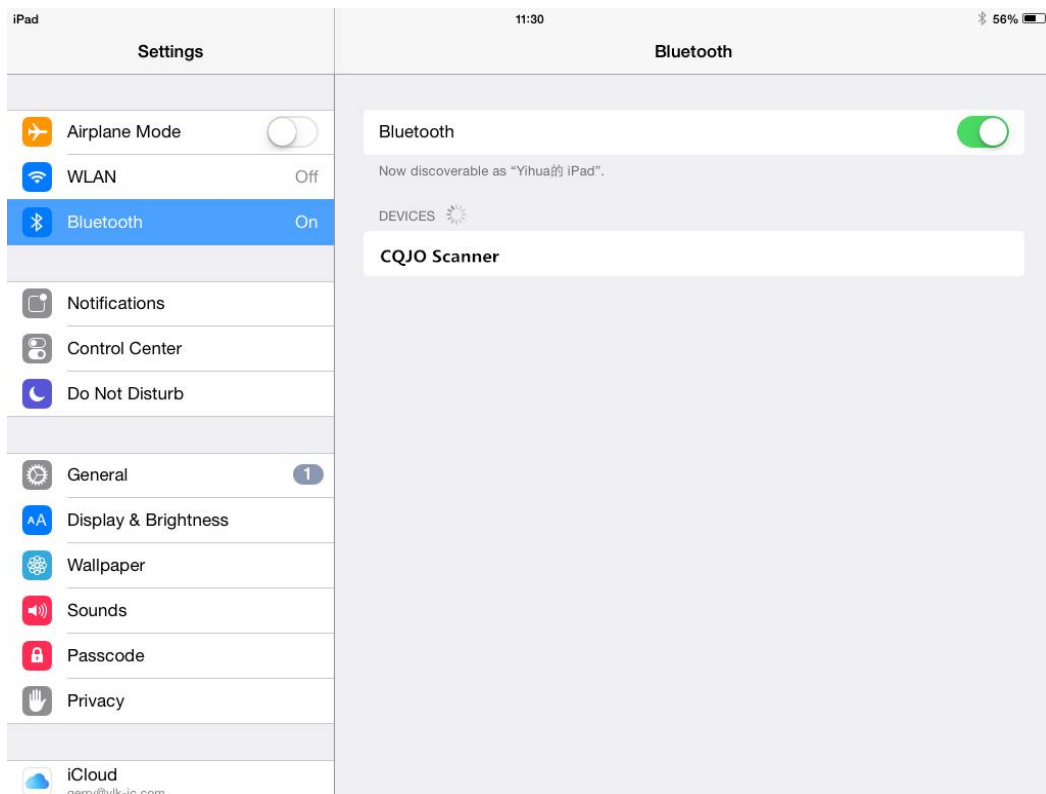 iPad 11:30 56%
Settings
Bluetooth
Airplane Mode
WLAN Off
Bluetooth On
Notifications
Control Center
Do Not Disturb
General 1
AA Display & Brightness
Wallpaper
Sounds
Passcode
Privacy
iCloud
Bluetooth
Now discoverable as “Yihua的 iPad”.
DEVICES
CQJO Scanner